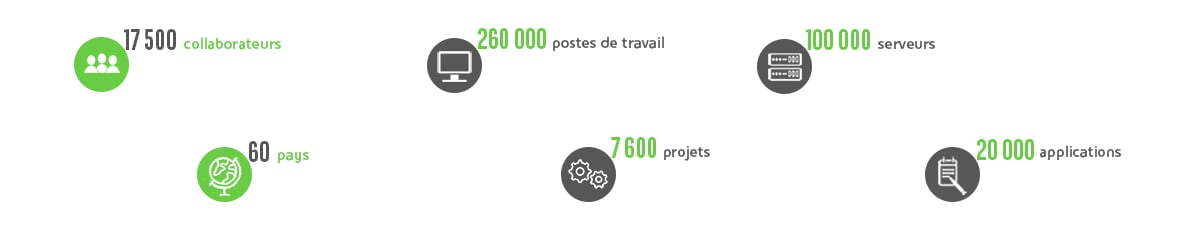 17 500 collaborateurs
260 000 postes de travail
100 000 serveurs
60 pays
7 600 projets
20 000 applications